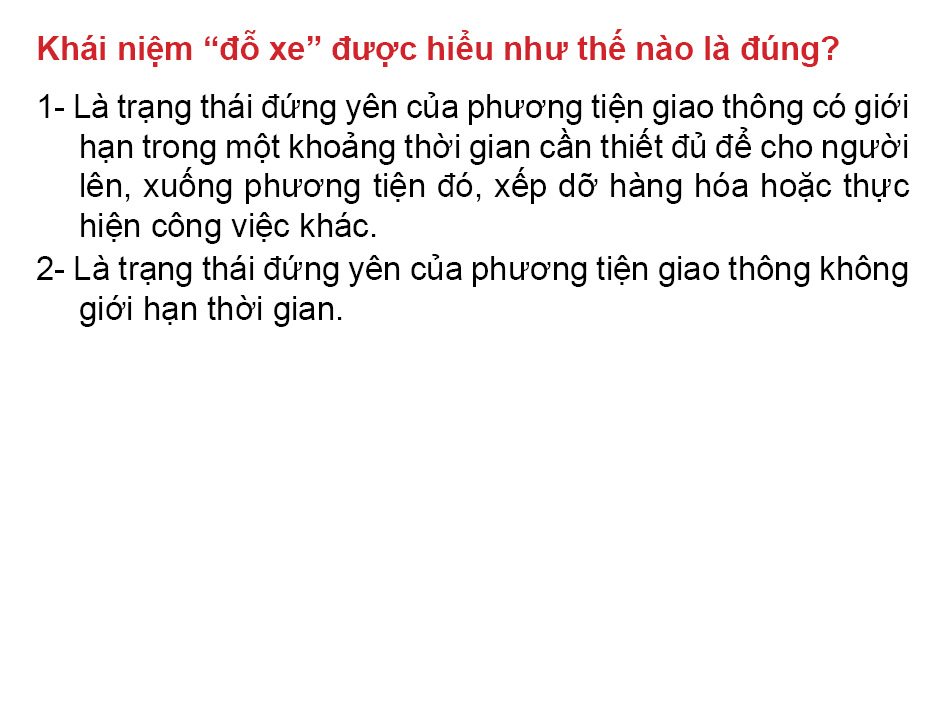 Khái niệm “đỗ xe” được hiểu như thế nào là đúng?
1- Là trạng thái đứng yên của phương tiện giao thông có giới
hạn trong một khoảng thời gian cần thiết đủ để cho người
lên, xuống phương tiện đó, xếp dỡ hàng hóa hoặc thực
hiện công việc khác.
2- Là trạng thái đứng yên của phương tiện giao thông không
giới hạn thời gian.